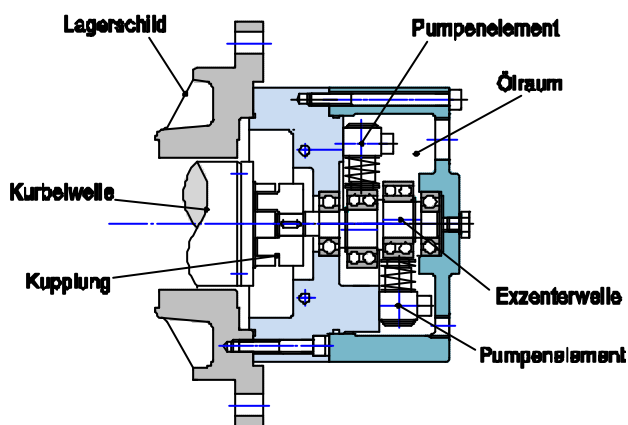 Lagerschild
Pumpenelement
Ölraum
Kurbelwelle
Kupplung
Exzenterwelle
Pumpenelement